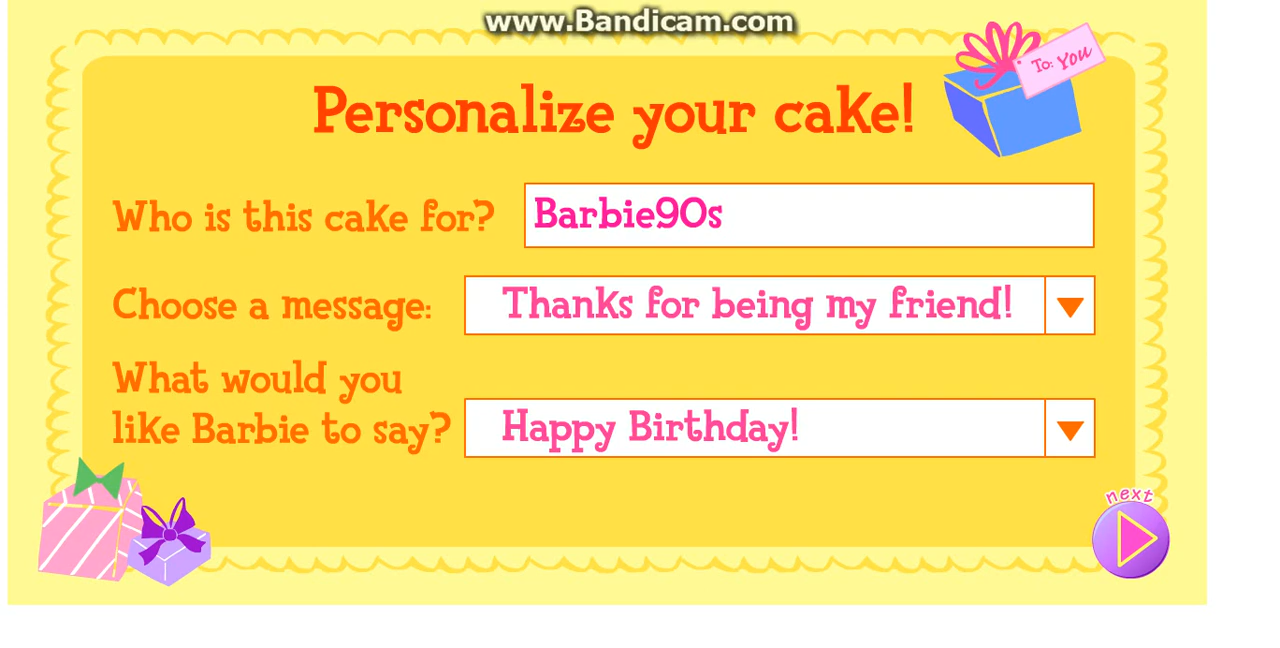 www.Bandicam.com
To: You
Personalize your cake!
Who is this cake for? Barbie90s
Choose a message: Thanks for being my friend!
What would you
like Barbie to say? Happy Birthday!
next